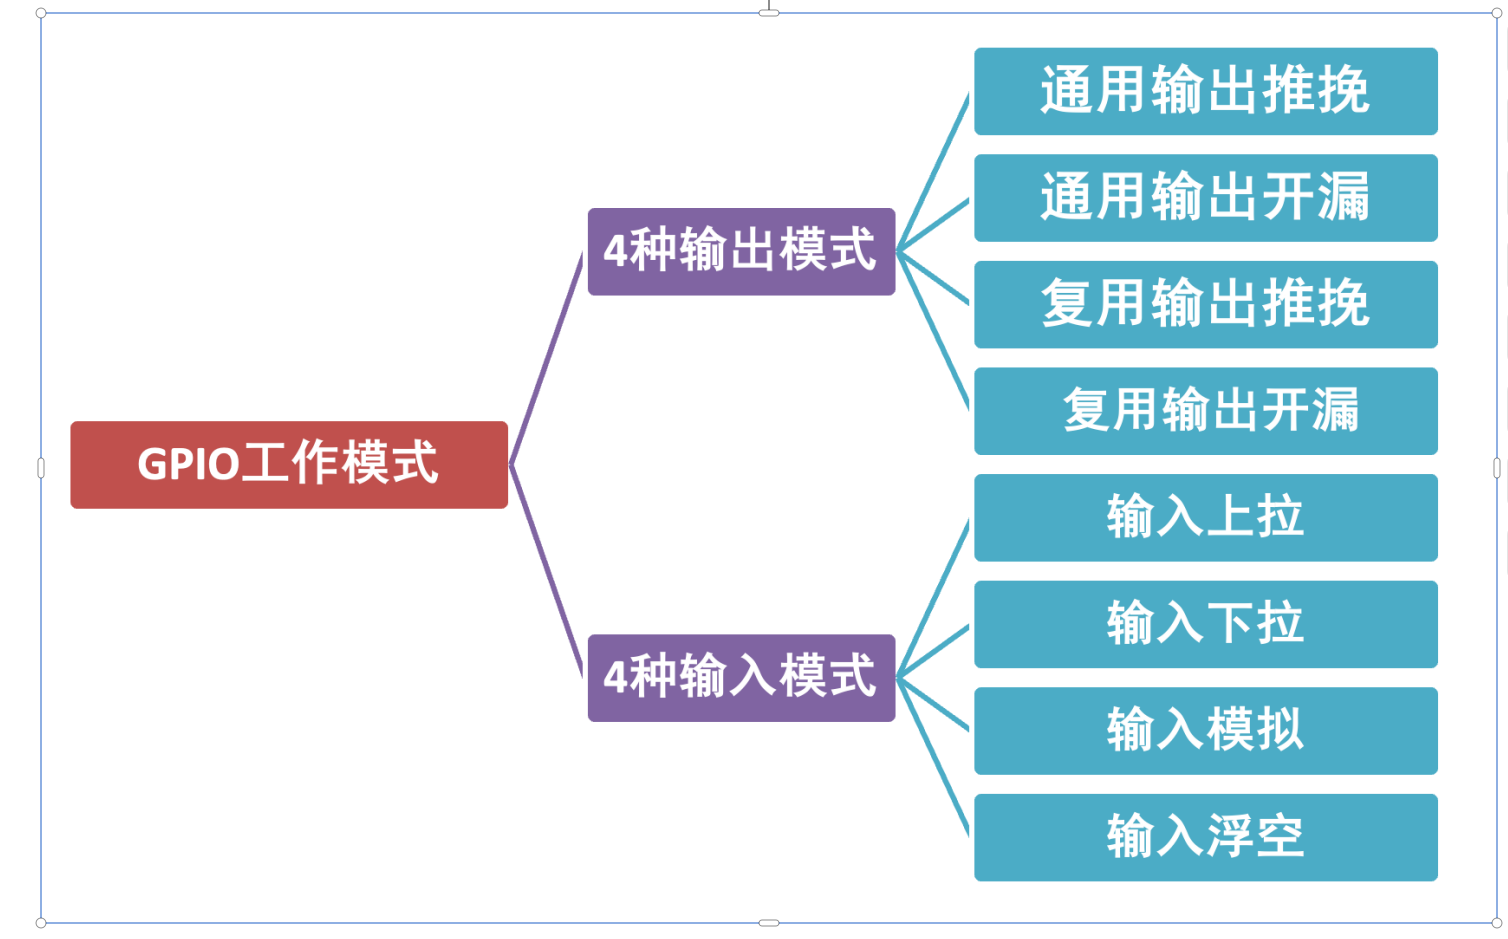 GPIO工作模式
4种输出模式
通用输出推挽
通用输出开漏
复用输出推挽
复用输出开漏
4种输入模式
输入上拉
输入下拉
输入模拟
输入浮空